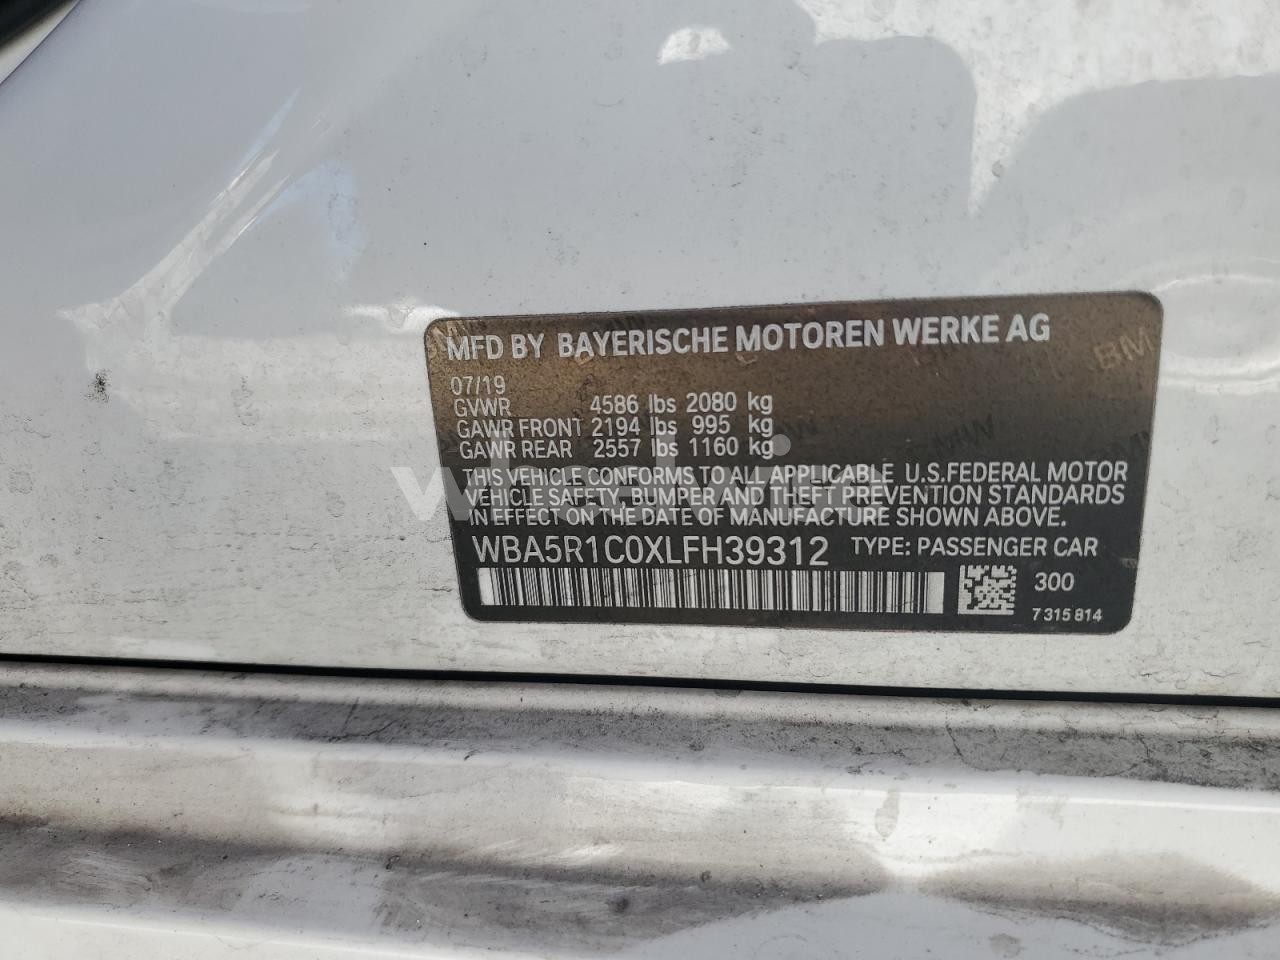 MFD BY BAYERISCHE MOTOREN WERKE AG
07/19
GVWR 4586 lbs 2080 kg
GAWR FRONT 2194 lbs 995 kg
GAWR REAR 2557 lbs 1160 kg
THIS VEHICLE CONFORMS TO ALL APPLICABLE U.S.FEDERAL MOTOR
VEHICLE SAFETY, BUMPER AND THEFT PREVENTION STANDARDS
IN EFFECT ON THE DATE OF MANUFACTURE SHOWN ABOVE.
WBA5R1C0XLFH39312 TYPE: PASSENGER CAR
300
7 315 814